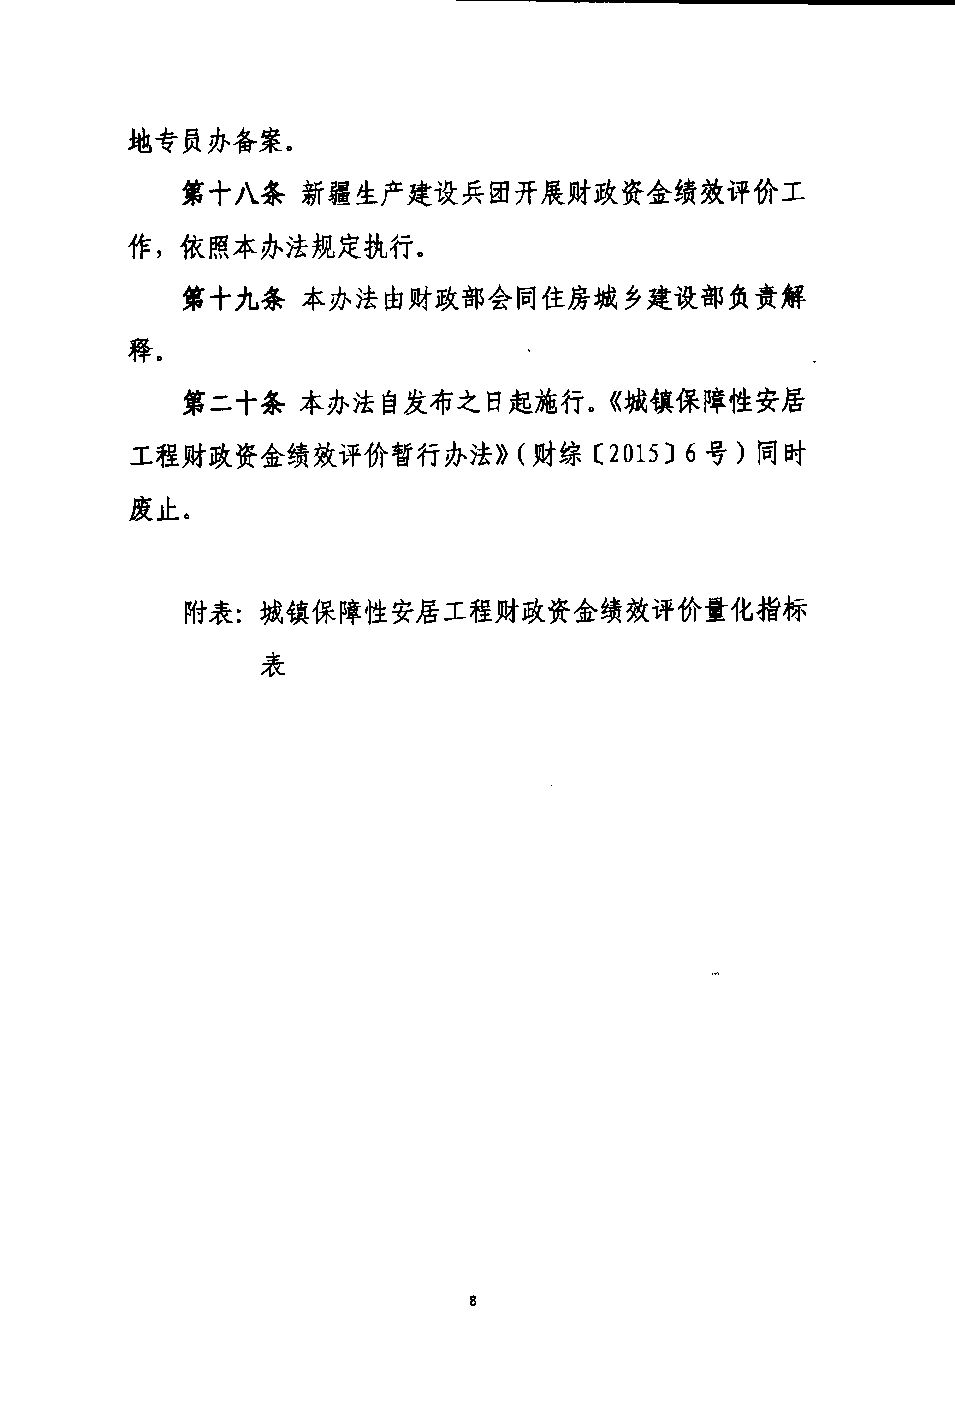 地专员办备案。
第十八条 新疆生产建设兵团开展财政资金绩效评价工
作，依照本办法规定执行。
第十九条 本办法由财政部会同住房城乡建设部负责解
释。
第二十条 本办法自发布之日起施行。《城镇保障性安居
工程财政资金绩效评价暂行办法》（财综〔2015〕6号）同时
废止。
附表：城镇保障性安居工程财政资金绩效评价量化指标
表
8